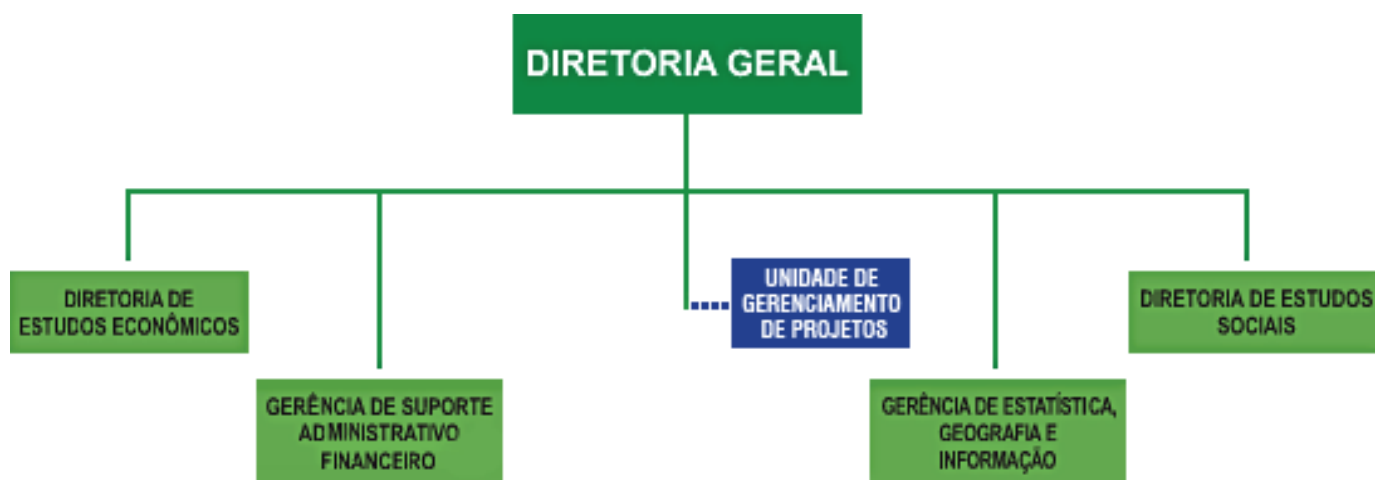 DIRETORIA GERAL
DIRETORIA DE
ESTUDOS ECONÔMICOS
GERÊNCIA DE SUPORTE
ADMINISTRATIVO
FINANCEIRO
UNIDADE DE
GERENCIAMENTO
DE PROJETOS
GERÊNCIA DE ESTATÍSTICA,
GEOGRAFIA E
INFORMAÇÃO
DIRETORIA DE ESTUDOS
SOCIAIS